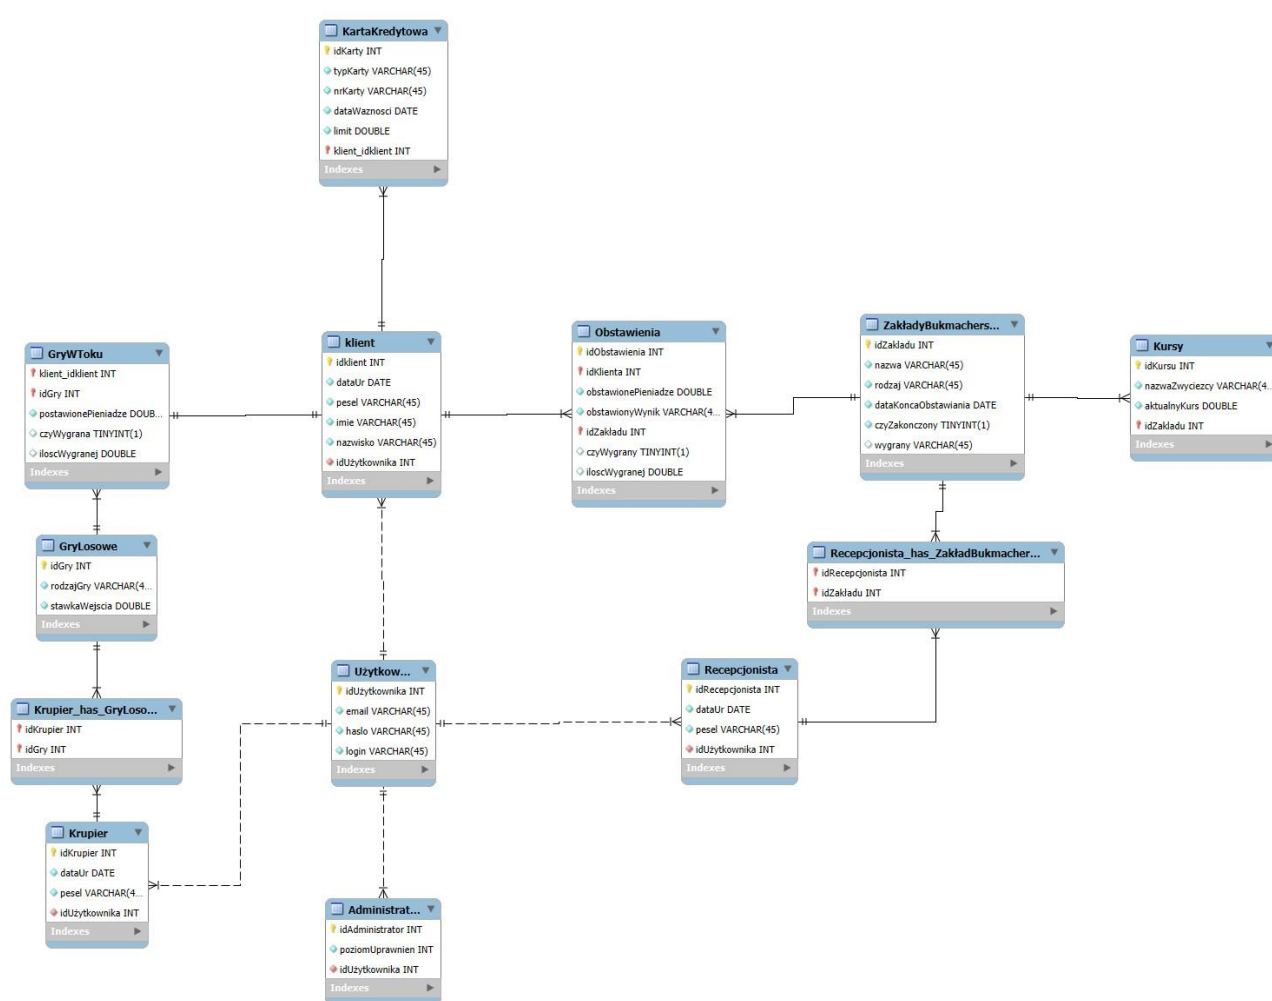 KartaKredytowa
idKarty INT
typKarty VARCHAR(45)
nrKarty VARCHAR(45)
dataWaznosci DATE
limit DOUBLE
klient_idklient INT
Indexes
GryWToku
klient_idklient INT
idGry INT
postawionePieniadze DOUB...
czyWygrana TINYINT(1)
iloscWygranej DOUBLE
Indexes
klient
idklient INT
dataUr DATE
pesel VARCHAR(45)
imie VARCHAR(45)
nazwisko VARCHAR(45)
idUżytkownika INT
Indexes
Obstawienia
idObstawienia INT
idKlienta INT
obstawionePieniadze DOUBLE
obstawionyWynik VARCHAR(4...
idZakładu INT
czyWygrany TINYINT(1)
iloscWygranej DOUBLE
Indexes
ZakładyBukmachers...
idZakladu INT
nazwa VARCHAR(45)
rodzaj VARCHAR(45)
dataKoncaObstawiania DATE
czyZakonczony TINYINT(1)
wygrany VARCHAR(45)
Indexes
Kursy
idKursu INT
nazwaZwyciezcy VARCHAR(4...
aktualnyKurs DOUBLE
idZakladu INT
Indexes
GryLosowe
idGry INT
rodzajGry VARCHAR(4...
stawkaWejscia DOUBLE
Indexes
Recepcjonista_has_ZakładBukmacher...
idRecepcjonista INT
idZakładu INT
Indexes
Krupier_has_GryLoso...
idKrupier INT
idGry INT
Indexes
Użytkow...
idUżytkownika INT
email VARCHAR(45)
haslo VARCHAR(45)
login VARCHAR(45)
Indexes
Recepcjonista
idRecepcjonista INT
dataUr DATE
pesel VARCHAR(45)
idUżytkownika INT
Indexes
Krupier
idKrupier INT
dataUr DATE
pesel VARCHAR(4...
idUżytkownika INT
Indexes
Administrat...
idAdministrator INT
poziomUprawnien INT
idUżytkownika INT
Indexes